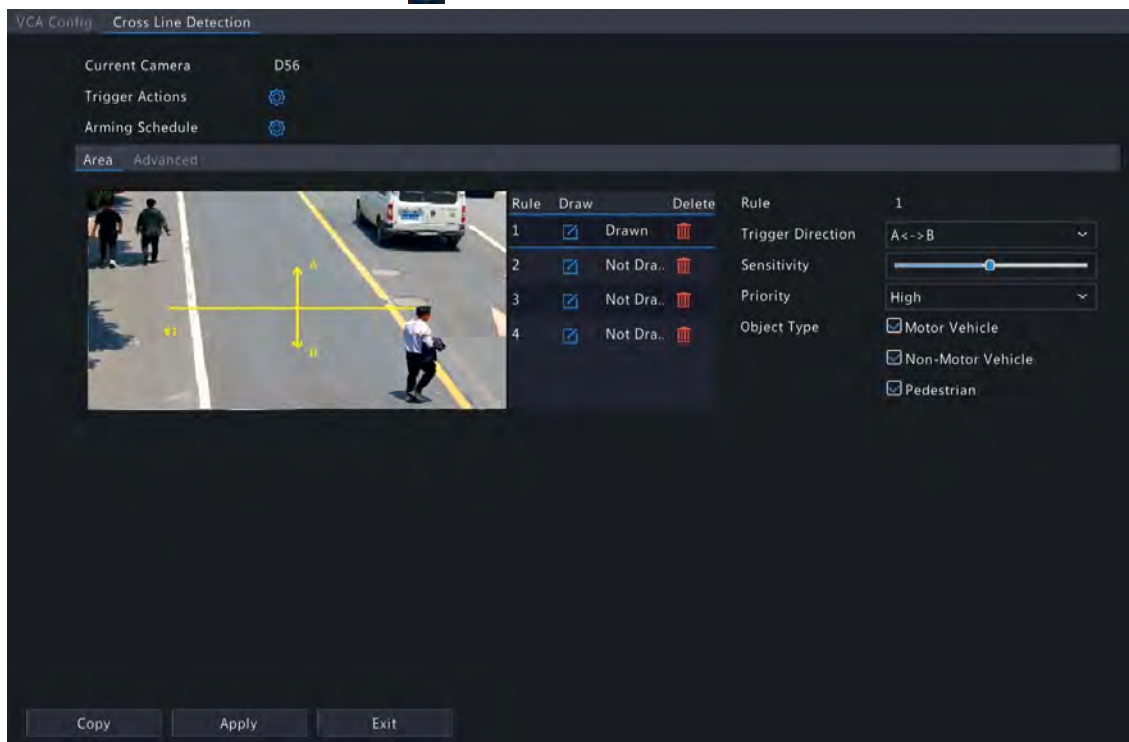 VCA Config Cross Line Detection
Current Camera D56
Trigger Actions
Arming Schedule
Area Advanced
Rule Draw Delete
1 Drawn
2 Not Dra..
3 Not Dra..
4 Not Dra..
A
B
Rule 1
Trigger Direction A<->B
Sensitivity
Priority High
Object Type Motor Vehicle
Non-Motor Vehicle
Pedestrian
Copy Apply Exit